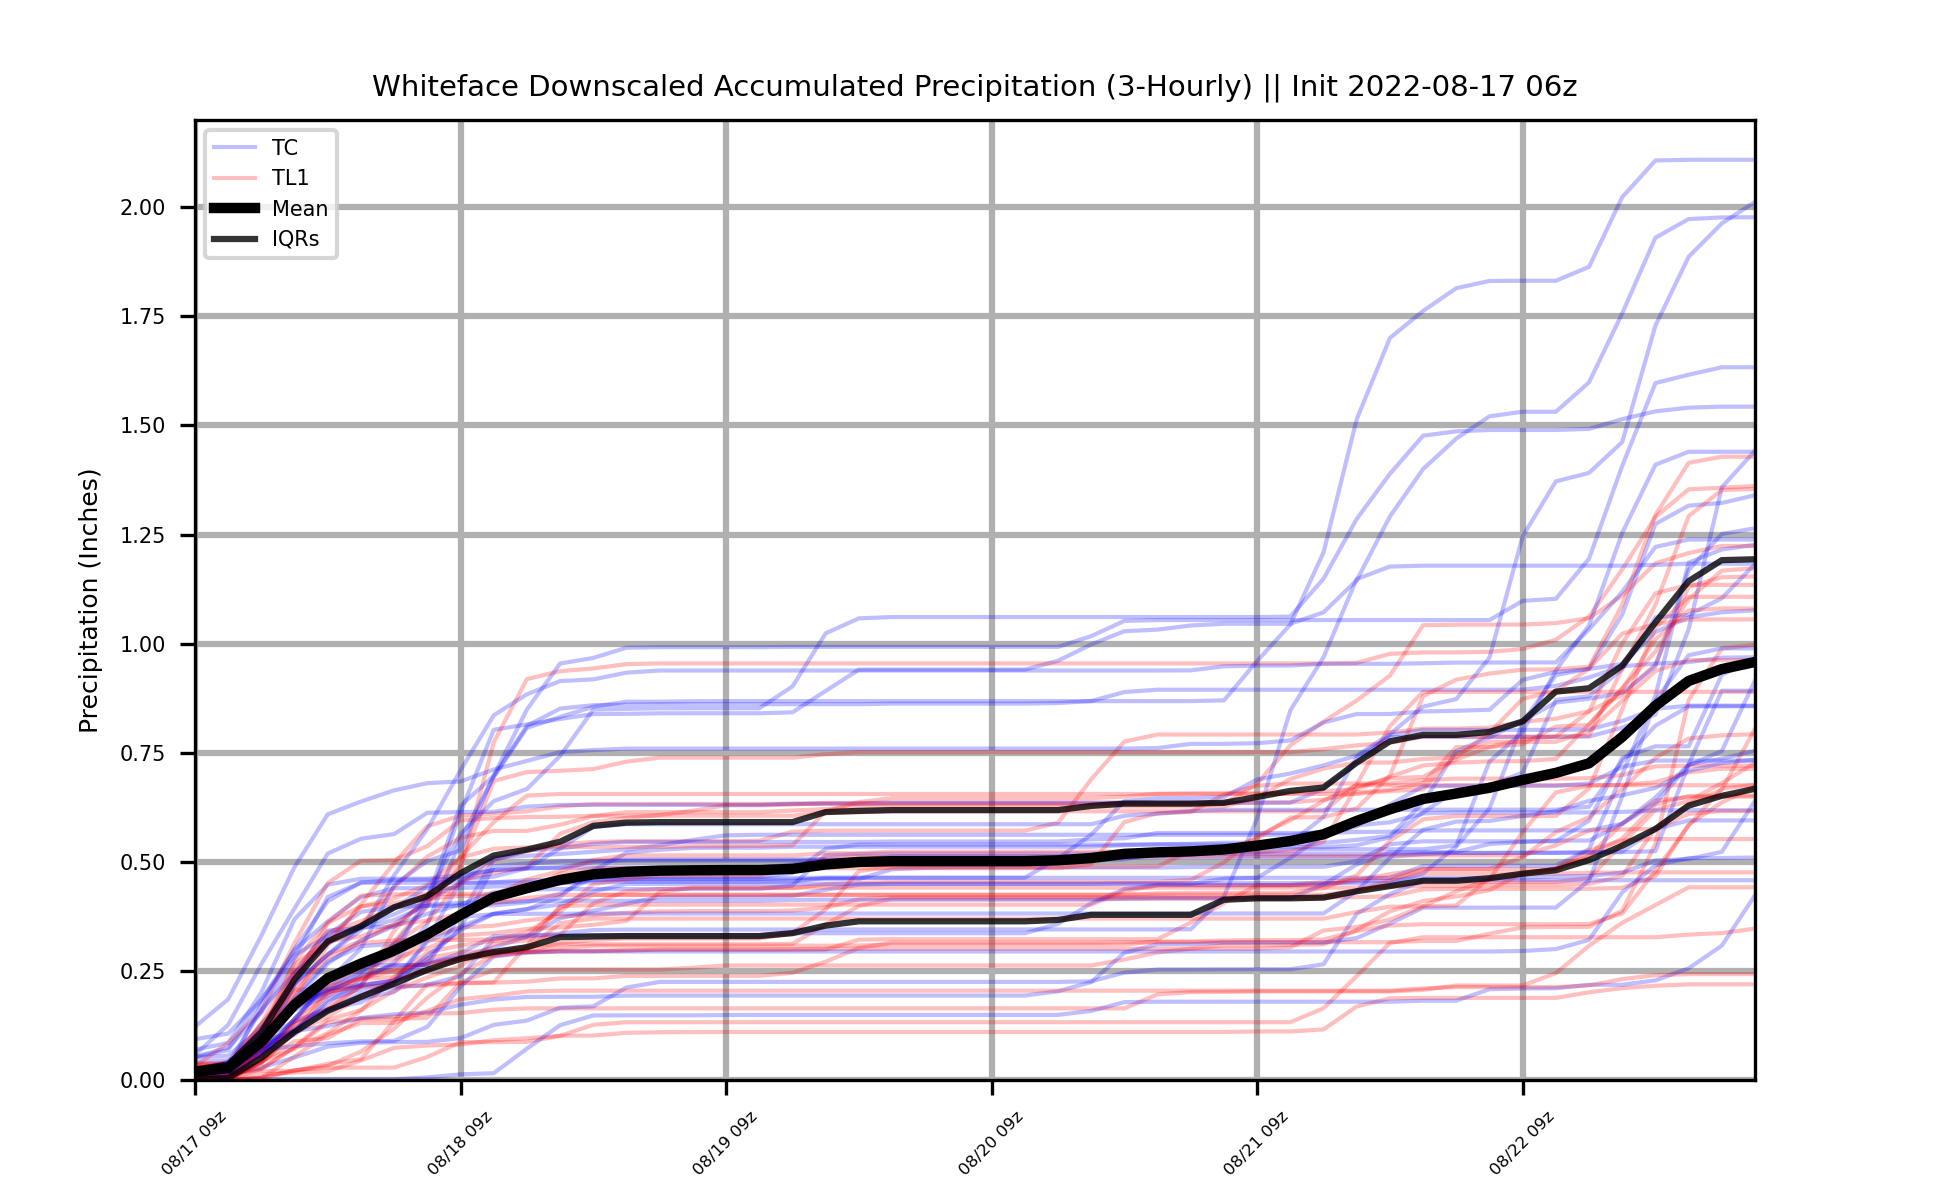 Whiteface Downscaled Accumulated Precipitation (3-Hourly) || Init 2022-08-17 06z
TC
TL1
Mean
IQRs
Precipitation (Inches)
2.00
1.75
1.50
1.25
1.00
0.75
0.50
0.25
0.00
08/17 09z
08/18 09z
08/19 09z
08/20 09z
08/21 09z
08/22 09z